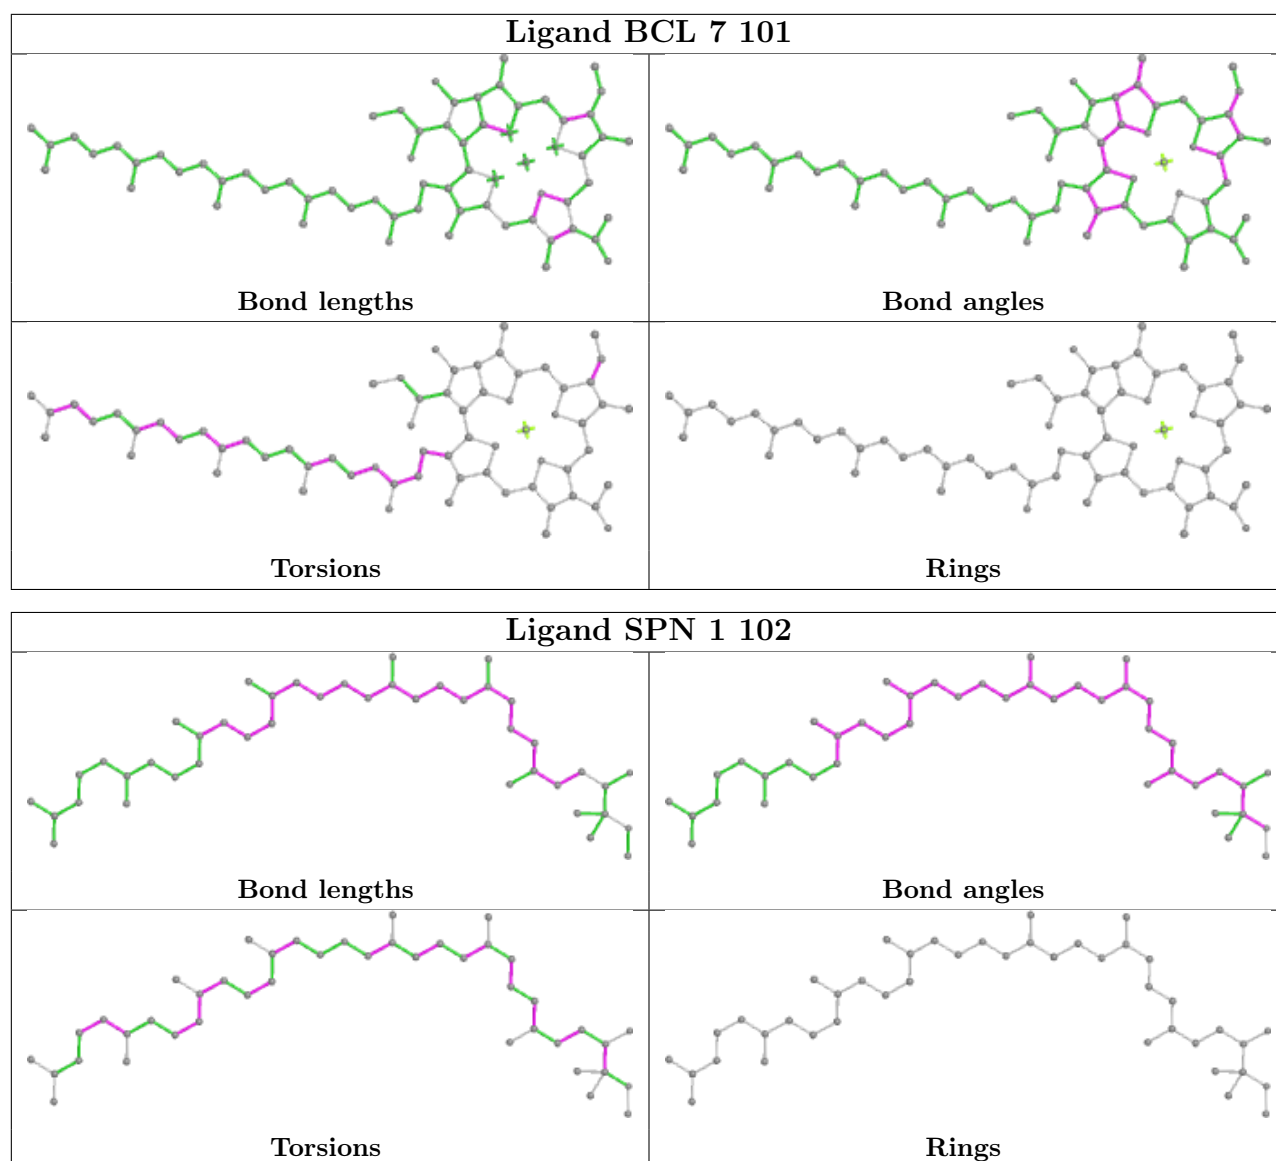 Ligand BCL 7 101
Bond lengths
Bond angles
Torsions
Rings
Ligand SPN 1 102
Bond lengths
Bond angles
Torsions
Rings